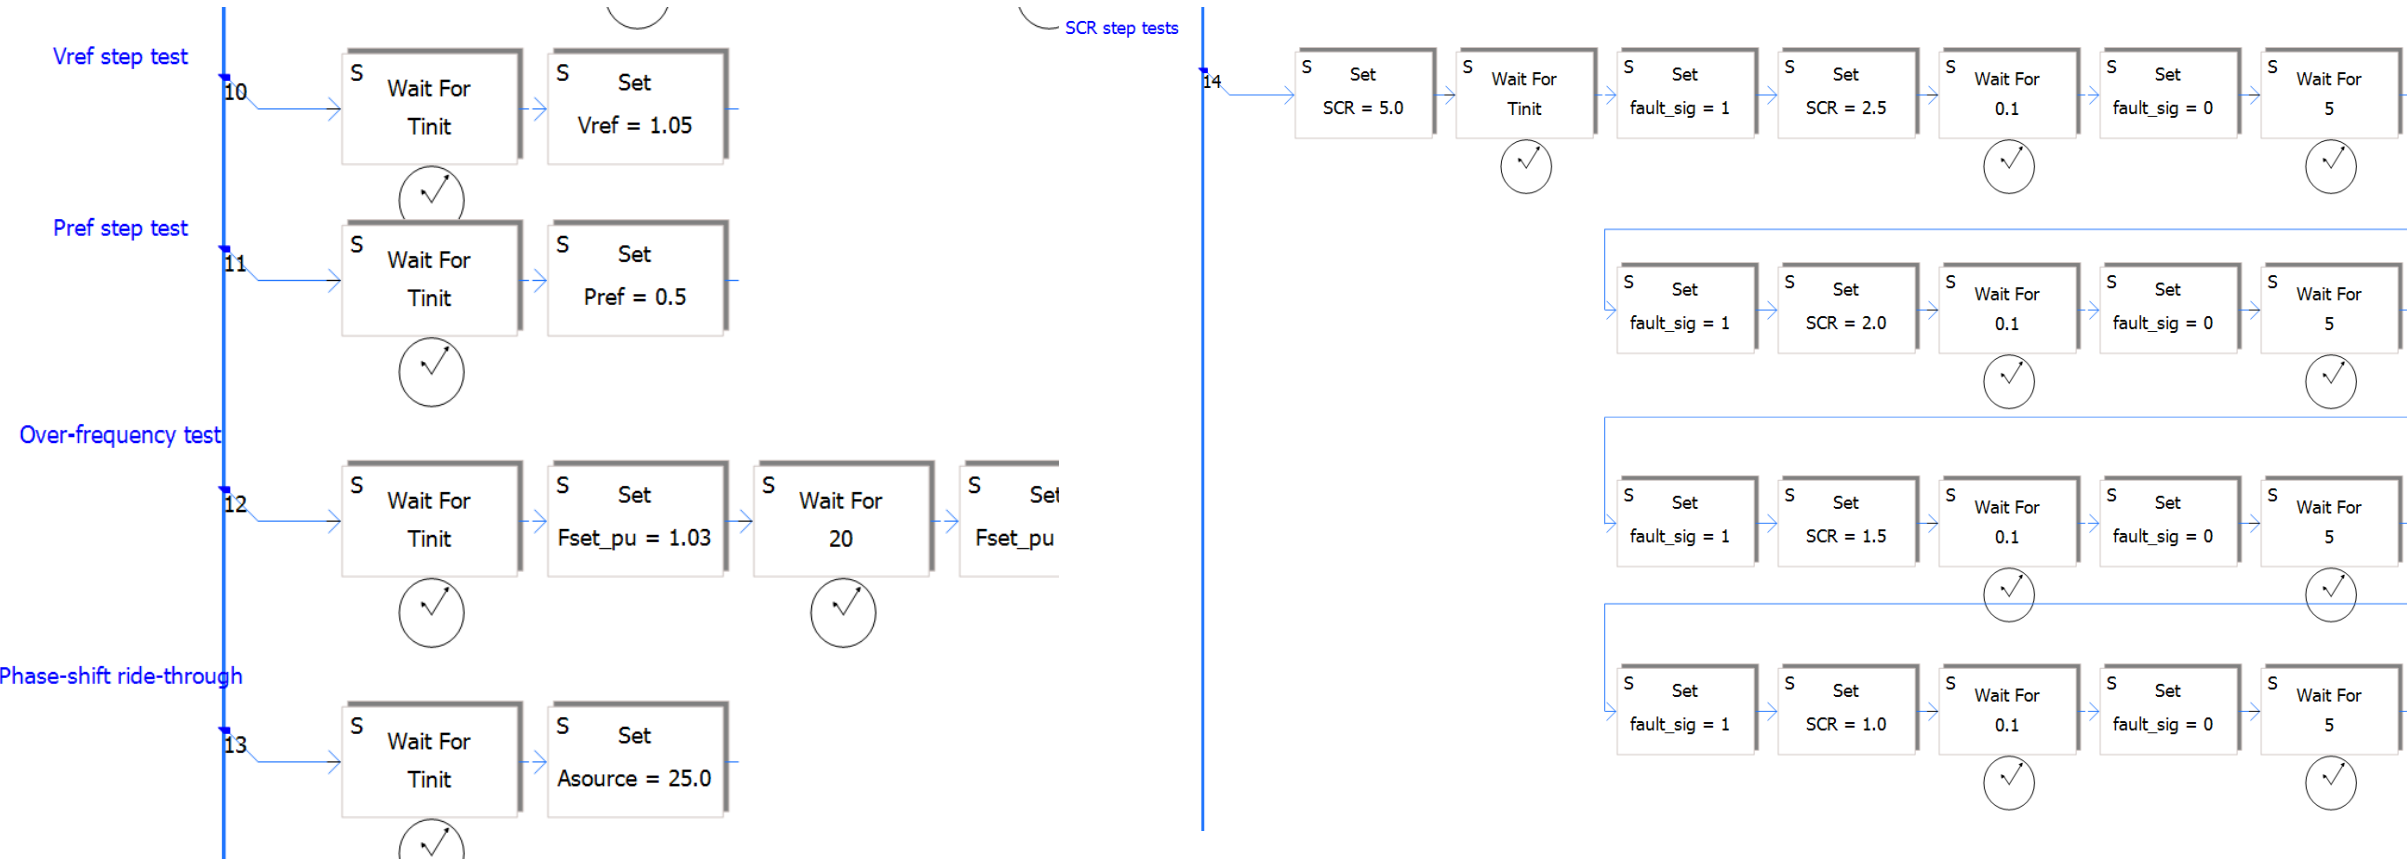 Vref step test
10
S
Wait For
Tinit
S
Set
Vref = 1.05
Pref step test
11
S
Wait For
Tinit
S
Set
Pref = 0.5
Over-frequency test
12
S
Wait For
Tinit
S
Set
Fset_pu = 1.03
S
Wait For
20
S
Set
Fset_pu
Phase-shift ride-through
13
S
Wait For
Tinit
S
Set
Asource = 25.0
SCR step tests
14
S
Set
SCR = 5.0
S
Wait For
Tinit
S
Set
fault_sig = 1
S
Set
SCR = 2.5
S
Wait For
0.1
S
Set
fault_sig = 0
S
Wait For
5
S
Set
fault_sig = 1
S
Set
SCR = 2.0
S
Wait For
0.1
S
Set
fault_sig = 0
S
Wait For
5
S
Set
fault_sig = 1
S
Set
SCR = 1.5
S
Wait For
0.1
S
Set
fault_sig = 0
S
Wait For
5
S
Set
fault_sig = 1
S
Set
SCR = 1.0
S
Wait For
0.1
S
Set
fault_sig = 0
S
Wait For
5